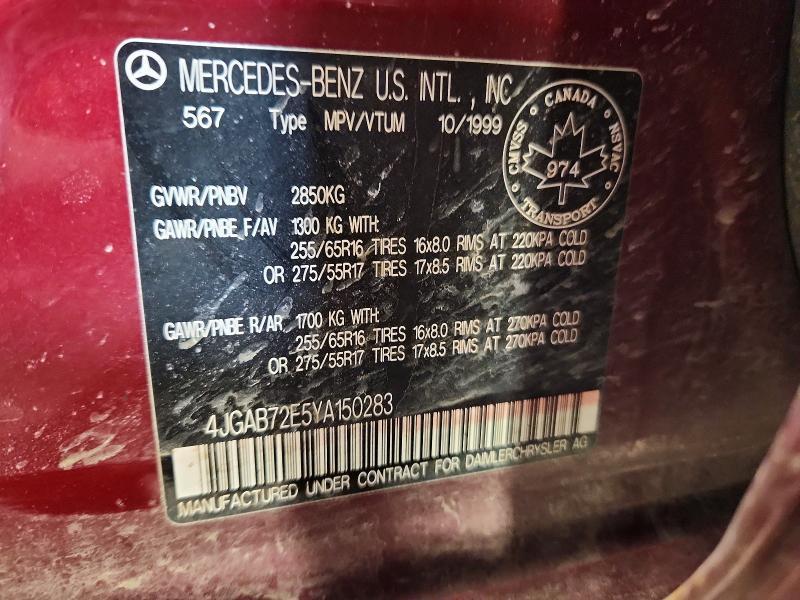 MERCEDES-BENZ U.S. INTL., INC
567 Type MPV/VTUM 10/1999
CMVSS • CANADA • NSVAC •
974
TRANSPORT
GVWR/PNBV 2850KG
GAWR/PNBE F/AV 1300 KG WITH:
255/65R16 TIRES 16x8.0 RIMS AT 220KPA COLD
OR 275/55R17 TIRES 17x8.5 RIMS AT 220KPA COLD
GAWR/PNBE R/AR 1700 KG WITH:
255/65R16 TIRES 16x8.0 RIMS AT 270KPA COLD
OR 275/55R17 TIRES 17x8.5 RIMS AT 270KPA COLD
4JGAB72E5YA150283
MANUFACTURED UNDER CONTRACT FOR DAIMLERCHRYSLER AG